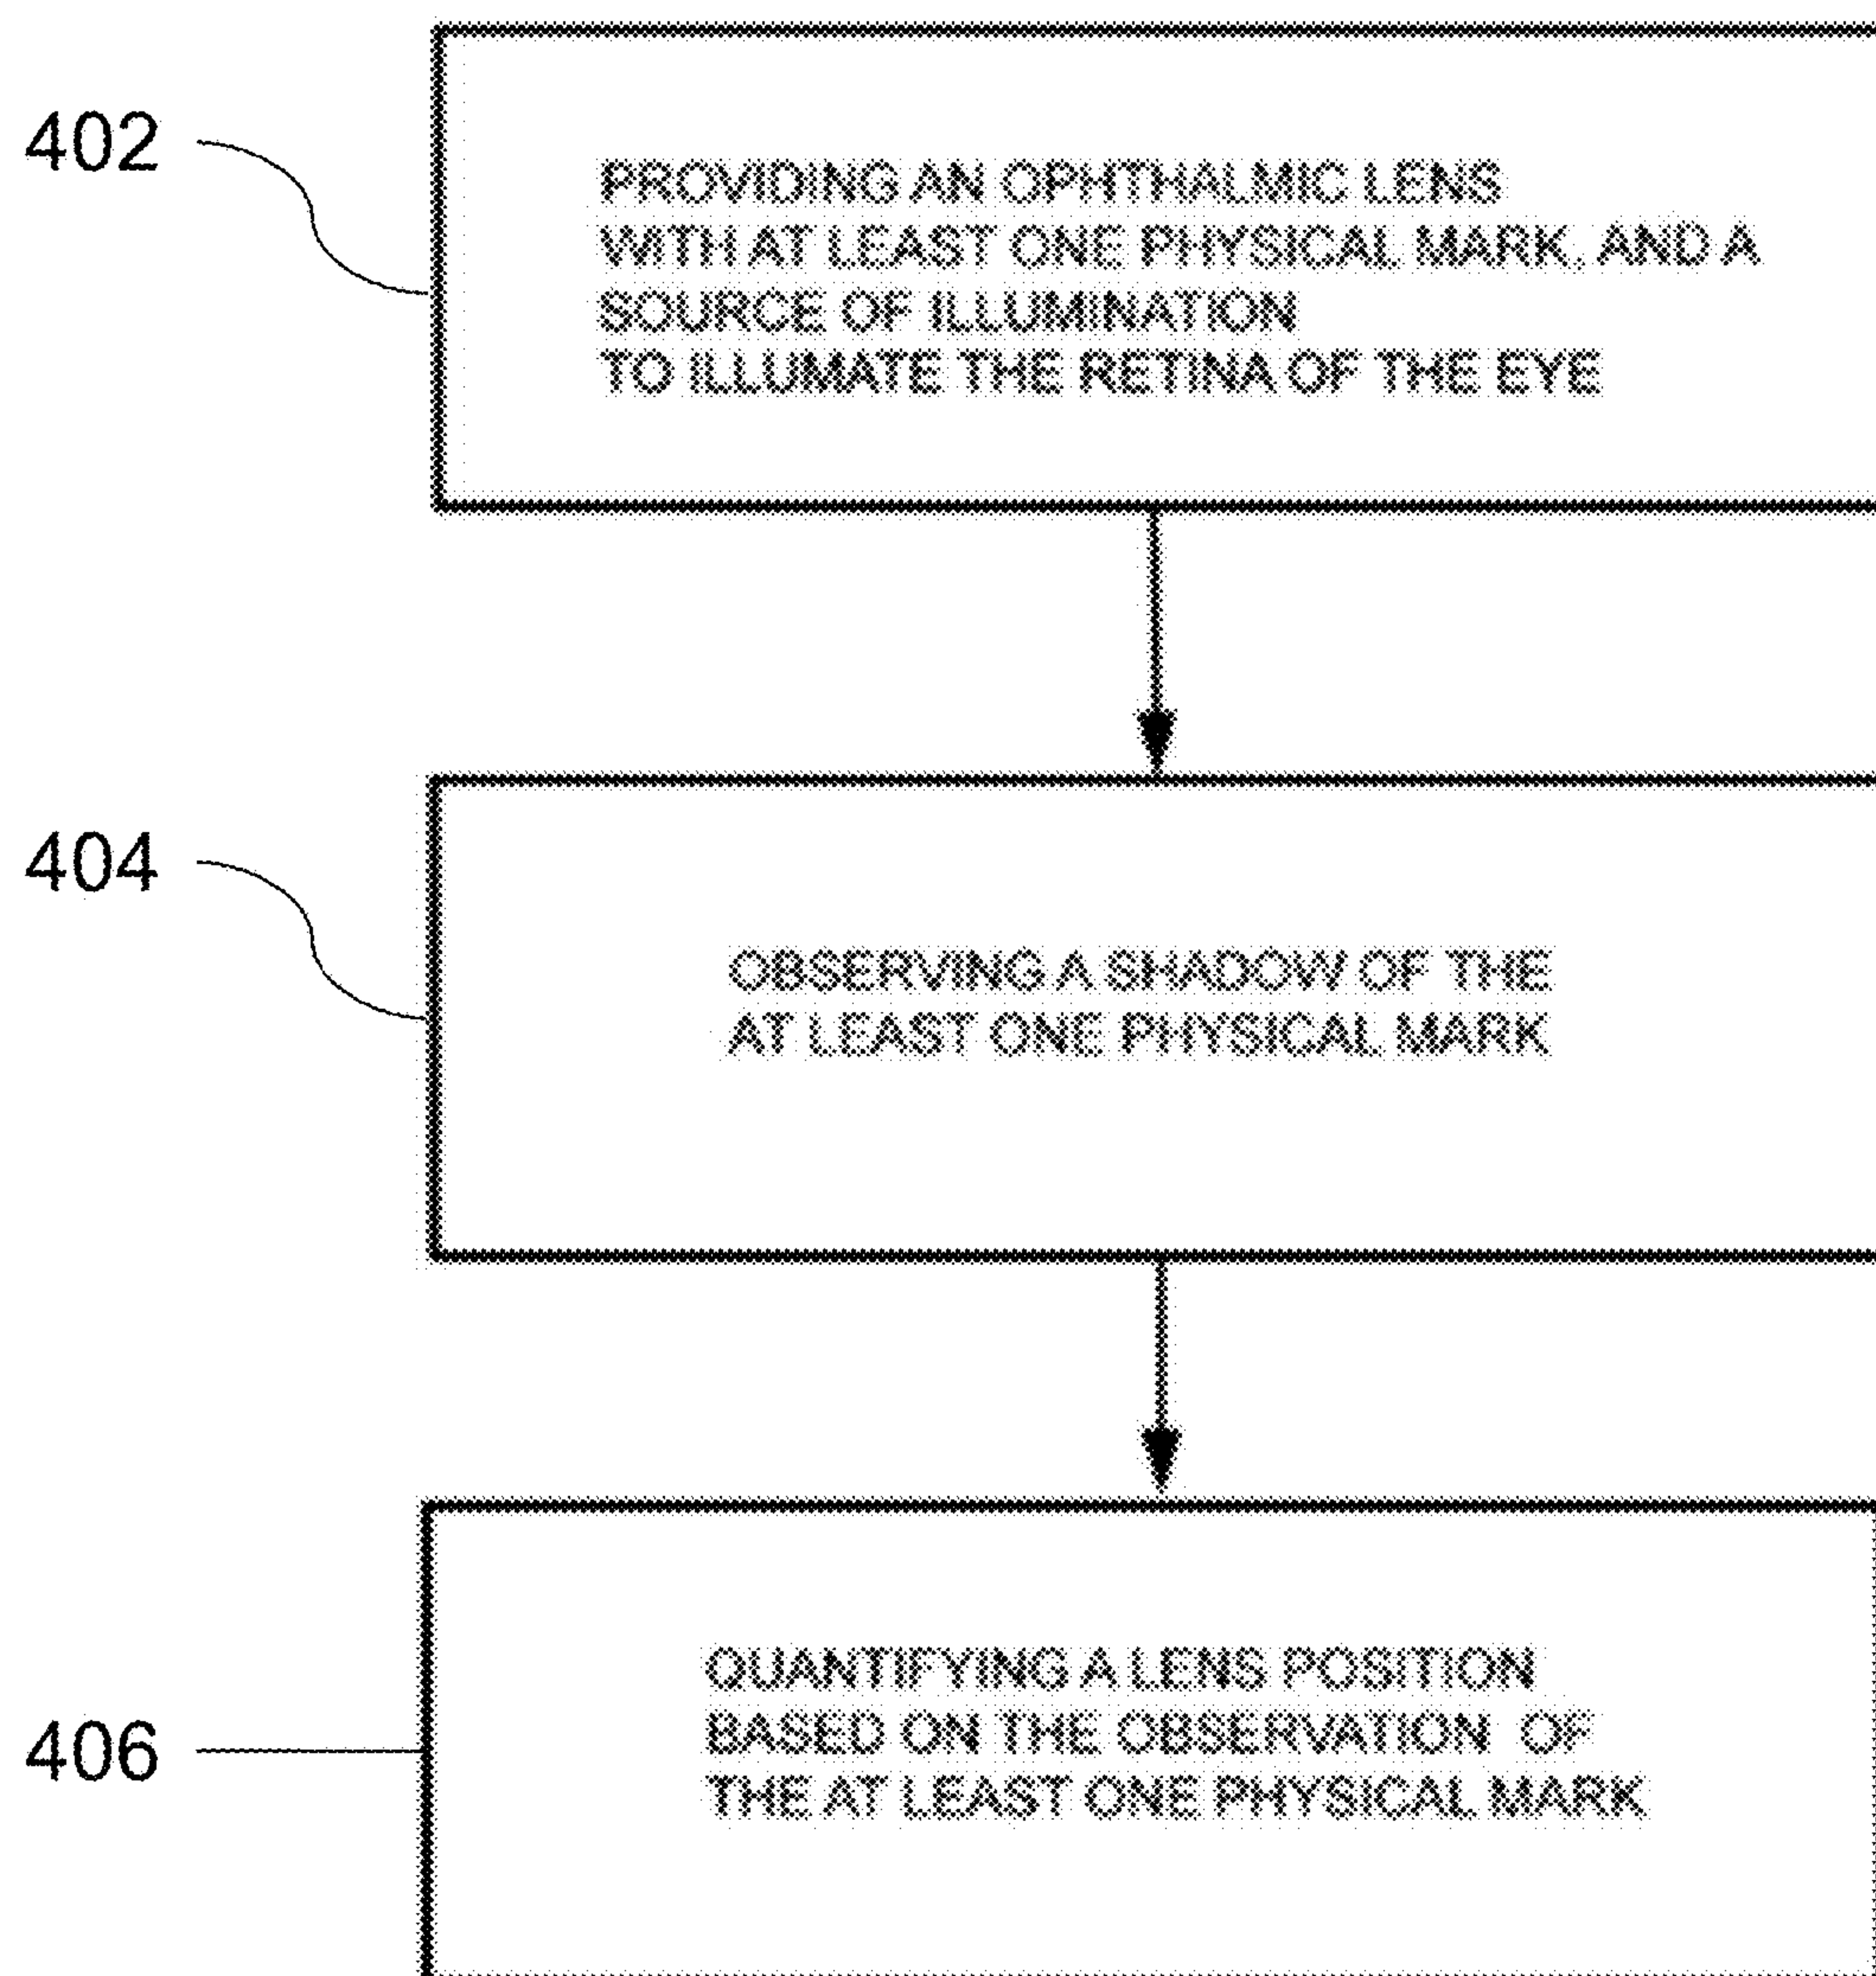 402
PROVIDING AN OPHTHALMIC LENS
WITH AT LEAST ONE PHYSICAL MARK, AND A
SOURCE OF ILLUMINATION
TO ILLUMATE THE RETINA OF THE EYE
404
OBSERVING A SHADOW OF THE
AT LEAST ONE PHYSICAL MARK
406
QUANTIFYING A LENS POSITION
BASED ON THE OBSERVATION OF
THE AT LEAST ONE PHYSICAL MARK